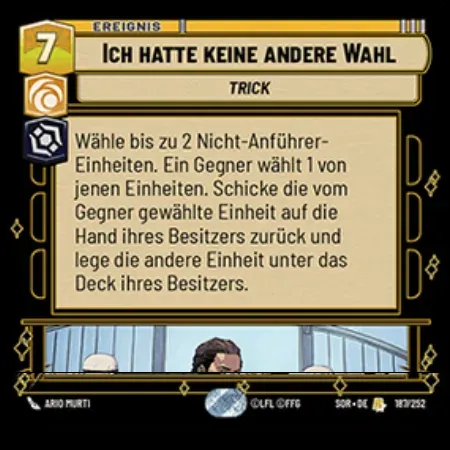 EREIGNIS
7
ICH HATTE KEINE ANDERE WAHL
TRICK
Wähle bis zu 2 Nicht-Anführer-
Einheiten. Ein Gegner wählt 1 von
jenen Einheiten. Schicke die vom
Gegner gewählte Einheit auf die
Hand ihres Besitzers zurück und
lege die andere Einheit unter das
Deck ihres Besitzers.
ARIO MURTI
©LFL ©FFG
SOR • DE
187/252